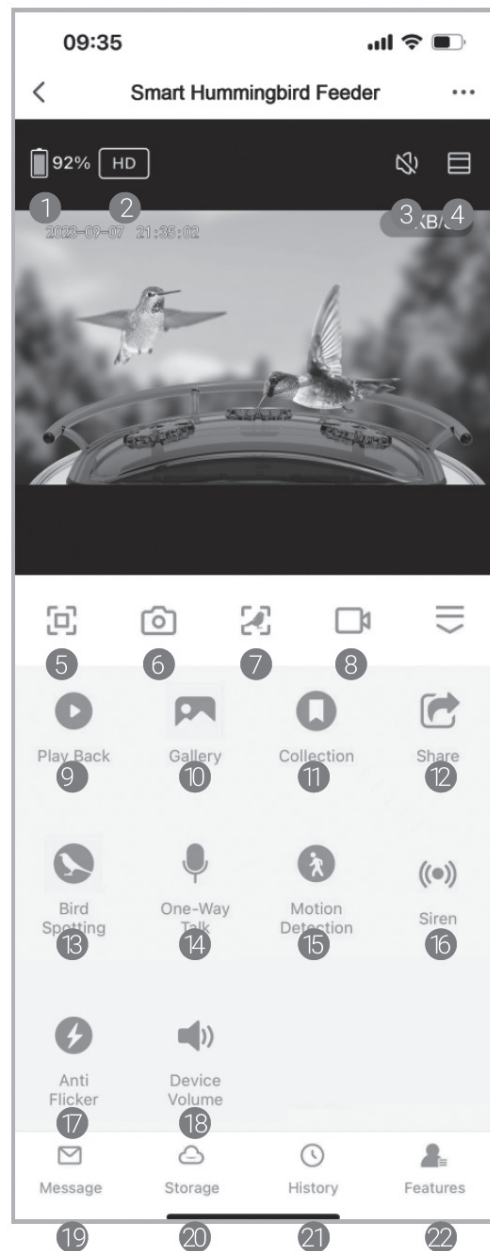 09:35
Smart Hummingbird Feeder
92% HD
1 2 3 4
KB/
2023-09-07 21:35:02
5 6 7 8
Play Back Gallery Collection Share
9 10 11 12
Bird Spotting One-Way Talk Motion Detection Siren
13 14 15 16
Anti Flicker Device Volume
17 18
Message Storage History Features
19 20 21 22